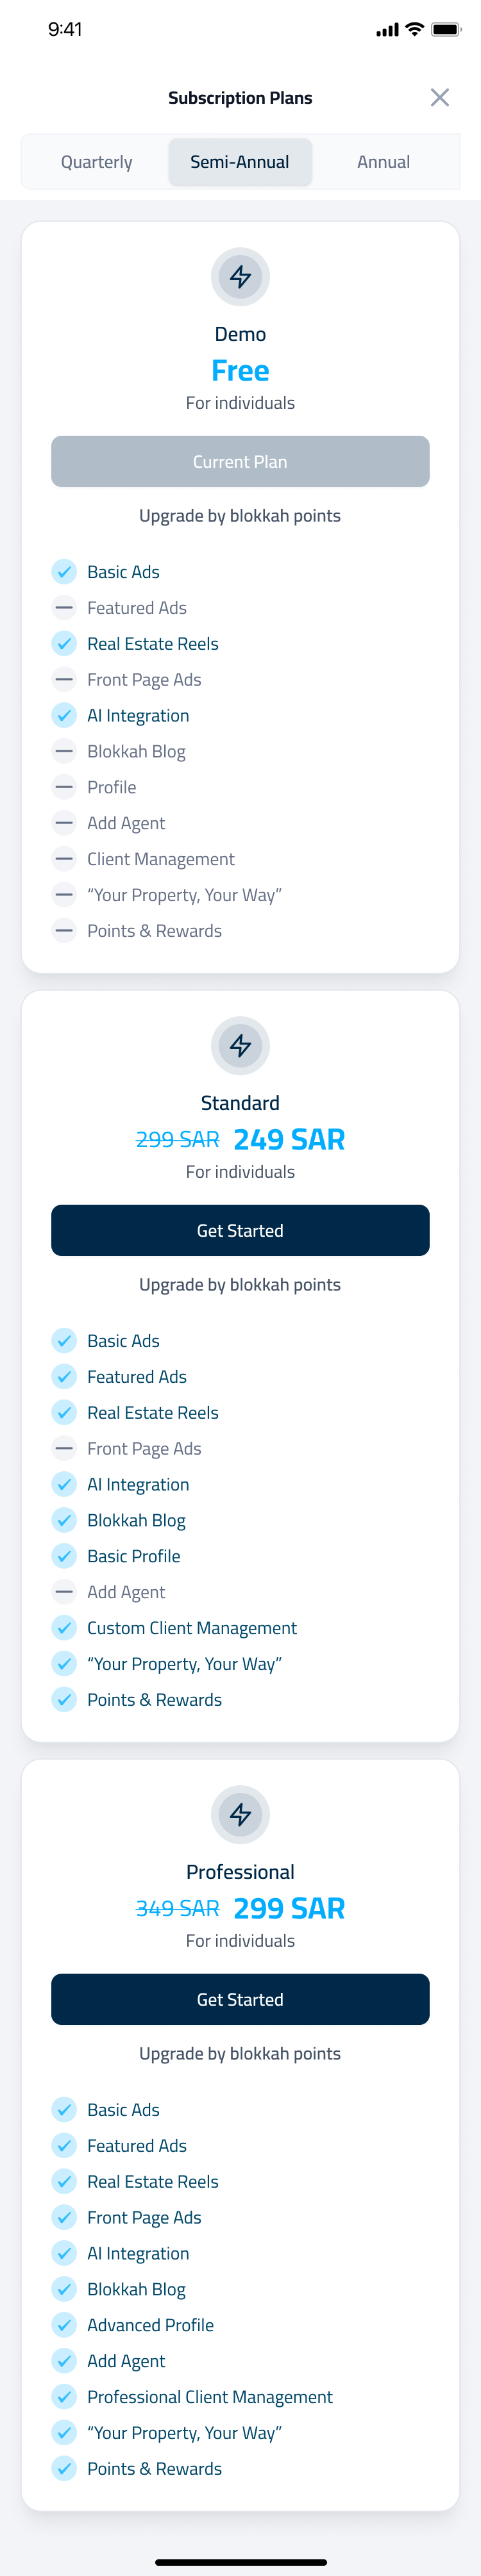 9:41
Subscription Plans
Quarterly
Semi-Annual
Annual
Demo
Free
For individuals
Current Plan
Upgrade by blokkah points
Basic Ads
Featured Ads
Real Estate Reels
Front Page Ads
AI Integration
Blokkah Blog
Profile
Add Agent
Client Management
“Your Property, Your Way”
Points & Rewards
Standard
299 SAR 249 SAR
For individuals
Get Started
Upgrade by blokkah points
Basic Ads
Featured Ads
Real Estate Reels
Front Page Ads
AI Integration
Blokkah Blog
Basic Profile
Add Agent
Custom Client Management
“Your Property, Your Way”
Points & Rewards
Professional
349 SAR 299 SAR
For individuals
Get Started
Upgrade by blokkah points
Basic Ads
Featured Ads
Real Estate Reels
Front Page Ads
AI Integration
Blokkah Blog
Advanced Profile
Add Agent
Professional Client Management
“Your Property, Your Way”
Points & Rewards